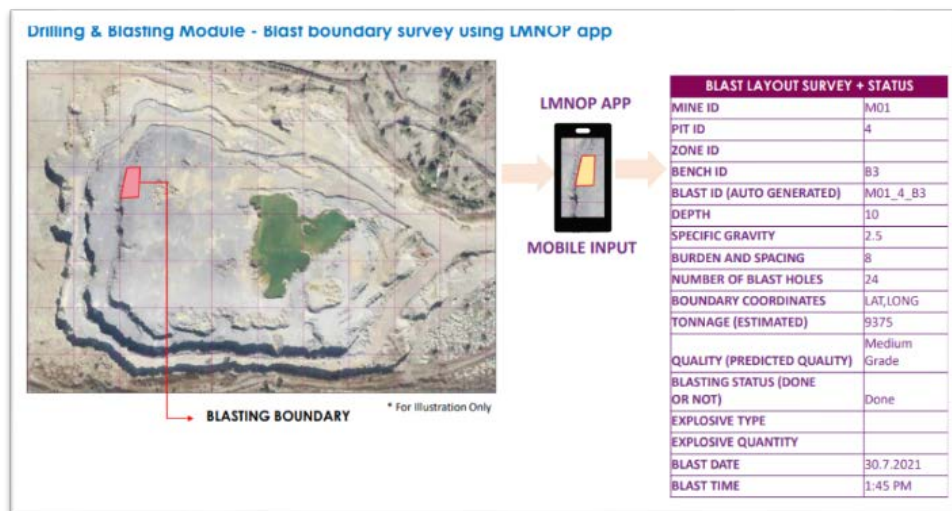 Drilling & Blasting Module - Blast boundary survey using LMNOP app
LMNOP APP
MOBILE INPUT
* For Illustration Only
BLASTING BOUNDARY
BLAST LAYOUT SURVEY + STATUS
MINE ID M01
PIT ID 4
ZONE ID
BENCH ID B3
BLAST ID (AUTO GENERATED) M01_4_B3
DEPTH 10
SPECIFIC GRAVITY 2.5
BURDEN AND SPACING 8
NUMBER OF BLAST HOLES 24
BOUNDARY COORDINATES LAT,LONG
TONNAGE (ESTIMATED) 9375
Medium
QUALITY (PREDICTED QUALITY) Grade
BLASTING STATUS (DONE
OR NOT) Done
EXPLOSIVE TYPE
EXPLOSIVE QUANTITY
BLAST DATE 30.7.2021
BLAST TIME 1:45 PM